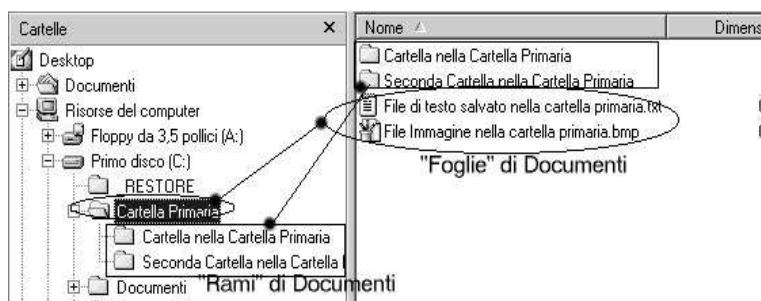 Cartelle
Desktop
Documenti
Risorse del computer
Floppy da 3,5 pollici (A:)
Primo disco (C:)
_RESTORE
Cartella Primaria
Cartella nella Cartella Primaria
Seconda Cartella nella Cartella
Documenti
"Rami" di Documenti
Nome
Dimens
Cartella nella Cartella Primaria
Seconda Cartella nella Cartella Primaria
File di testo salvato nella cartella primaria.txt
File Immagine nella cartella primaria.bmp
"Foglie" di Documenti